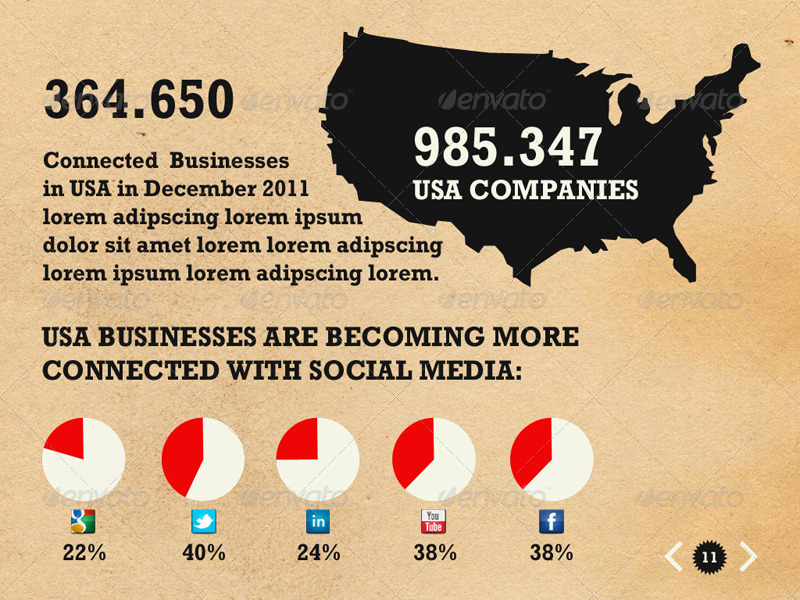 364.650
Connected Businesses
in USA in December 2011
lorem adipscing lorem ipsum
dolor sit amet lorem lorem adipscing
lorem ipsum lorem adipscing lorem.
985.347
USA COMPANIES
USA BUSINESSES ARE BECOMING MORE
CONNECTED WITH SOCIAL MEDIA:
g
in
You
Tube
f
22%
40%
24%
38%
38%
11
envato
envato
envato
envato
envato
envato
envato
envato
envato
envato
envato
envato